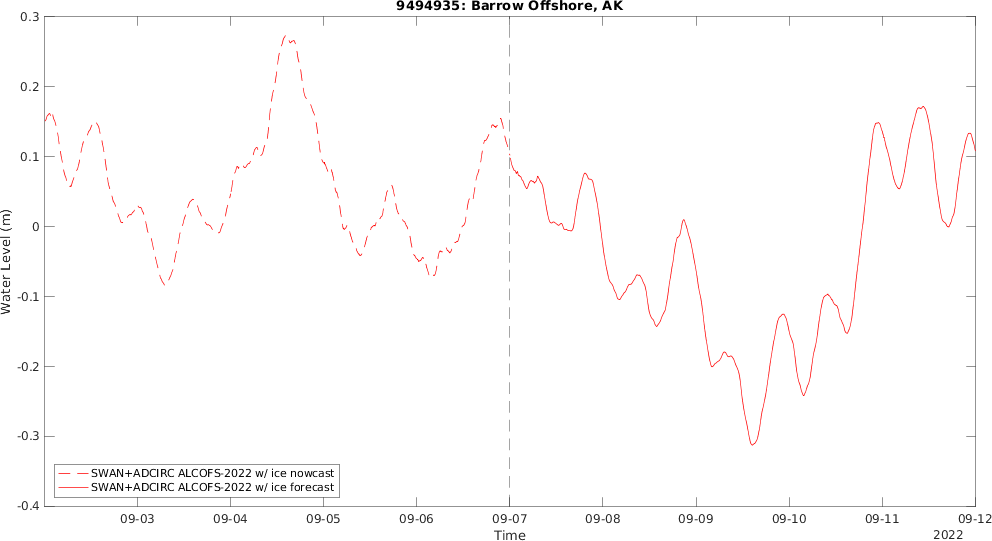 9494935: Barrow Offshore, AK
0.3
0.2
0.1
0
-0.1
-0.2
-0.3
-0.4
Water Level (m)
SWAN+ADCIRC ALCOFS-2022 w/ ice nowcast
SWAN+ADCIRC ALCOFS-2022 w/ ice forecast
09-03 09-04 09-05 09-06 09-07 09-08 09-09 09-10 09-11 09-12
Time
2022